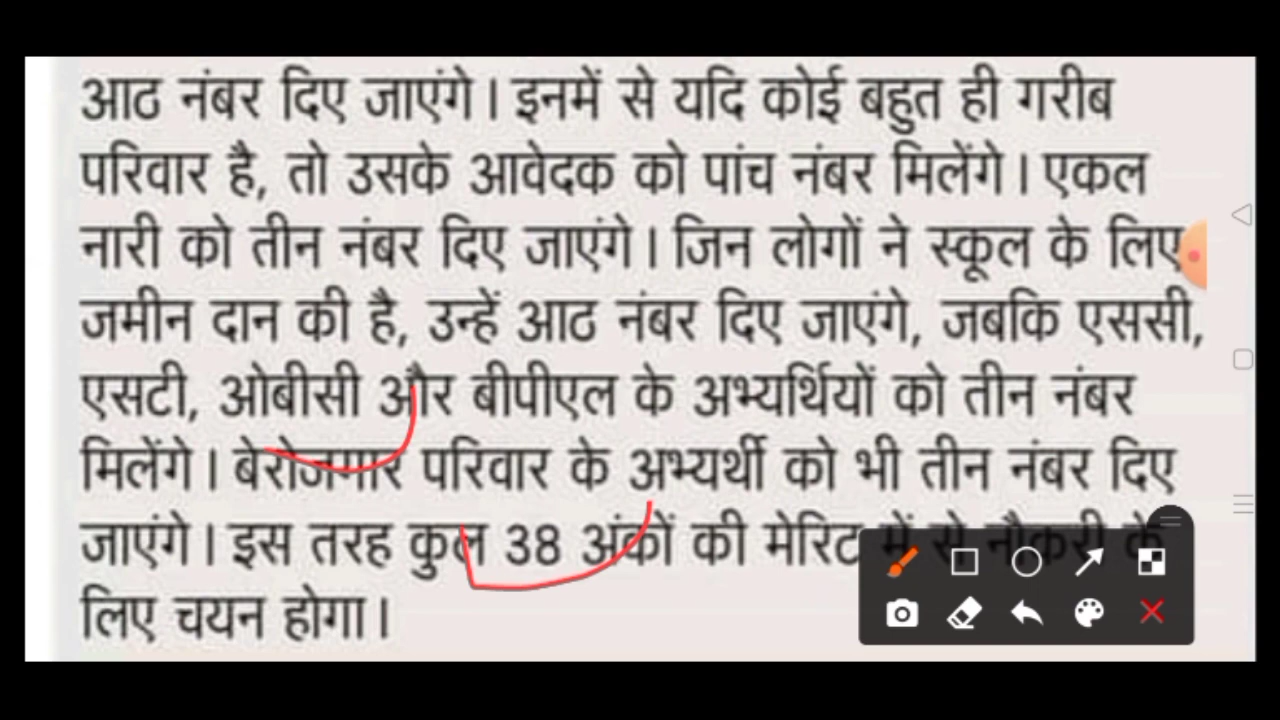 आठ नंबर दिए जाएंगे। इनमें से यदि कोई बहुत ही गरीब
परिवार है, तो उसके आवेदक को पांच नंबर मिलेंगे। एकल
नारी को तीन नंबर दिए जाएंगे। जिन लोगों ने स्कूल के लिए
जमीन दान की है, उन्हें आठ नंबर दिए जाएंगे, जबकि एससी,
एसटी, ओबीसी और बीपीएल के अभ्यर्थियों को तीन नंबर
मिलेंगे। बेरोजगार परिवार के अभ्यर्थी को भी तीन नंबर दिए
जाएंगे। इस तरह कुल 38 अंकों की मेरिट में से नौकरी के
लिए चयन होगा।